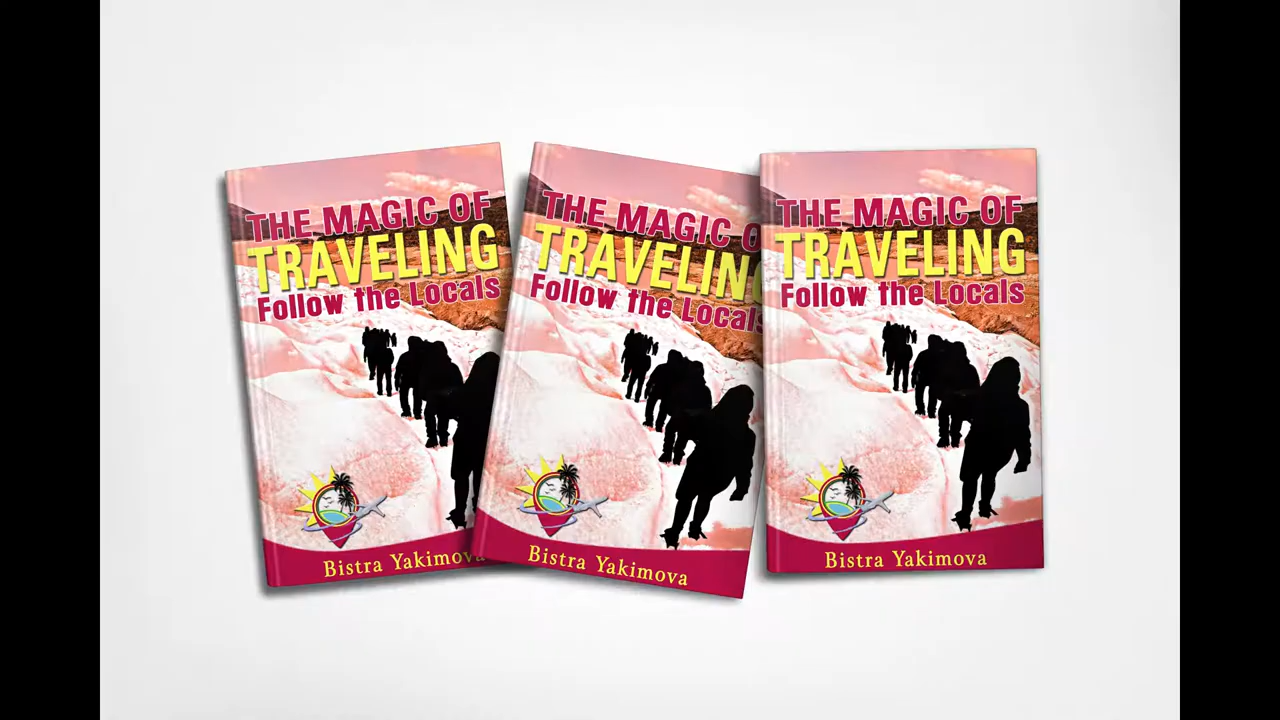 THE MAGIC OF
TRAVELING
Follow the Locals
Bistra Yakimova
THE MAGIC O
TRAVELING
Follow the Locals
Bistra Yakimova
THE MAGIC OF
TRAVELING
Follow the Locals
Bistra Yakimova